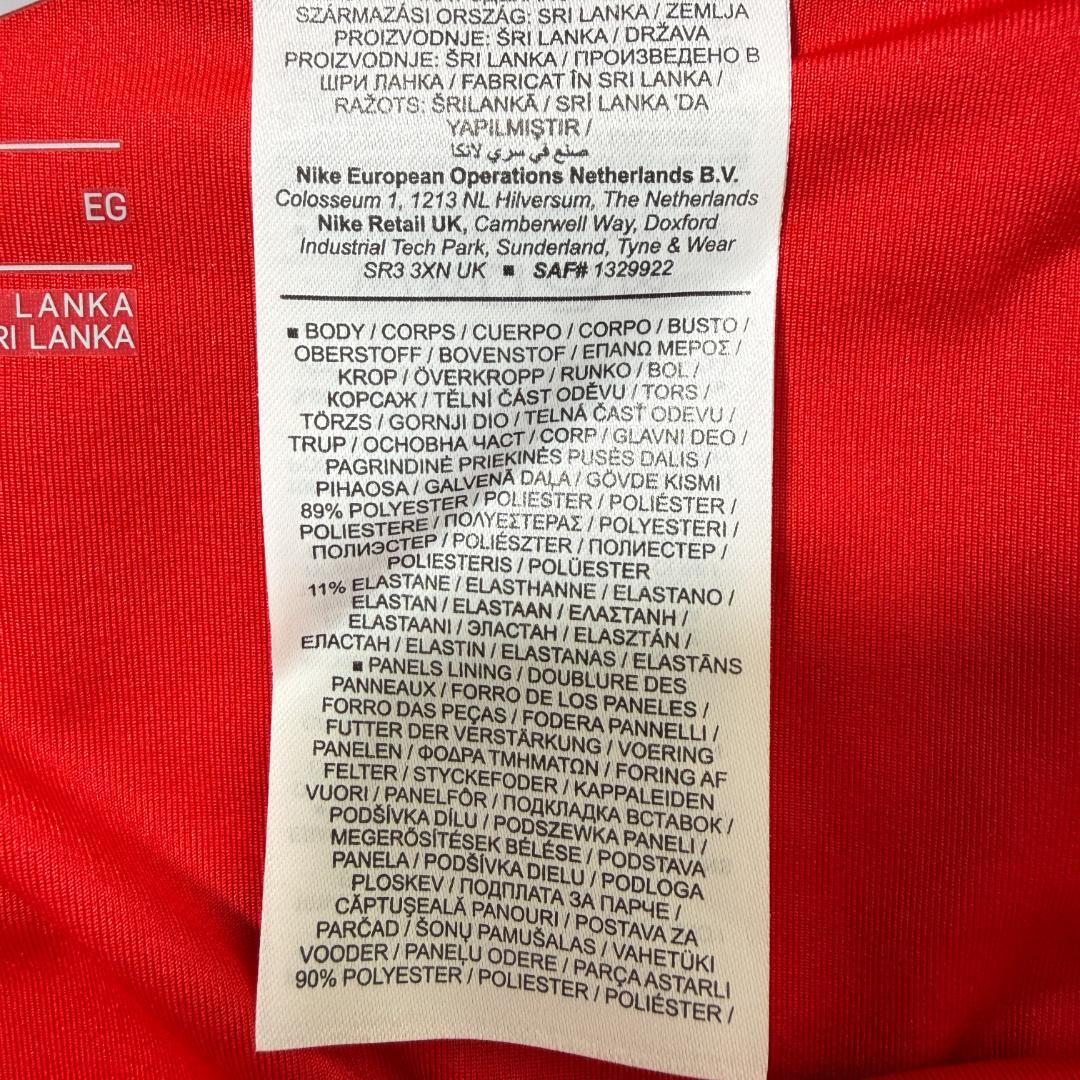 SZÁRMAZÁSI ORSZÁG: SRI LANKA / ZEMLJA
PROIZVODNJE: ŠRI LANKA / DRŽAVA
PROIZVODNJE: ŠRI LANKA / ПРОИЗВЕДЕНО В
ШРИ ЛАНКА / FABRICAT ÎN SRI LANKA /
RAŽOTS: ŠRILANKĀ / SRİ LANKA 'DA
YAPILMIŞTIR /
صنع في سري لانكا
Nike European Operations Netherlands B.V.
Colosseum 1, 1213 NL Hilversum, The Netherlands
Nike Retail UK, Camberwell Way, Doxford
Industrial Tech Park, Sunderland, Tyne & Wear
SR3 3XN UK ■ SAF# 1329922
■ BODY / CORPS / CUERPO / CORPO / BUSTO /
OBERSTOFF / BOVENSTOF / ΕΠΑΝΩ ΜΕΡΟΣ /
KROP / ÖVERKROPP / RUNKO / BOL /
КОРСАЖ / TĚLNÍ ČÁST ODĚVU / TORS /
TÖRZS / GORNJI DIO / TELNÁ ČASŤ ODEVU /
TRUP / ОСНОВНА ЧАСТ / CORP / GLAVNI DEO /
PAGRINDINĖ PRIEKINĖS PUSĖS DALIS /
PIHAOSA / GALVENĀ DAĻA / GÖVDE KISMI
89% POLYESTER / POLIESTER / POLIÉSTER /
POLIESTERE / ΠΟΛΥΕΣΤΕΡΑΣ / POLYESTERI /
ПОЛИЭСТЕР / POLIÉSZTER / ПОЛИЕСТЕР /
POLIESTERIS / POLÜESTER
11% ELASTANE / ELASTHANNE / ELASTANO /
ELASTAN / ELASTAAN / ΕΛΑΣΤΑΝΗ /
ELASTAANI / ЭЛАСТАН / ELASZTÁN /
ЕЛАСТАН / ELASTIN / ELASTANAS / ELASTĀNS
■ PANELS LINING / DOUBLURE DES
PANNEAUX / FORRO DE LOS PANELES /
FORRO DAS PEÇAS / FODERA PANNELLI /
FUTTER DER VERSTÄRKUNG / VOERING
PANELEN / ΦΟΔΡΑ ΤΜΗΜΑΤΩΝ / FORING AF
FELTER / STYCKEFODER / KAPPALEIDEN
VUORI / PANELFÔR / ПОДКЛАДКА ВСТАВОК /
PODŠÍVKA DÍLU / PODSZEWKA PANELI /
MEGERŐSÍTÉSEK BÉLÉSE / PODSTAVA
PANELA / PODŠÍVKA DIELU / PODLOGA
PLOSKEV / ПОДПЛАТА ЗА ПАРЧЕ /
CĂPTUŞEALĂ PANOURI / POSTAVA ZA
PARČAD / ŠONŲ PAMUŠALAS / VAHETÜKI
VOODER / PANEĻU ODERE / PARÇA ASTARLI
90% POLYESTER / POLIESTER / POLIÉSTER /
EG
LANKA
RI LANKA